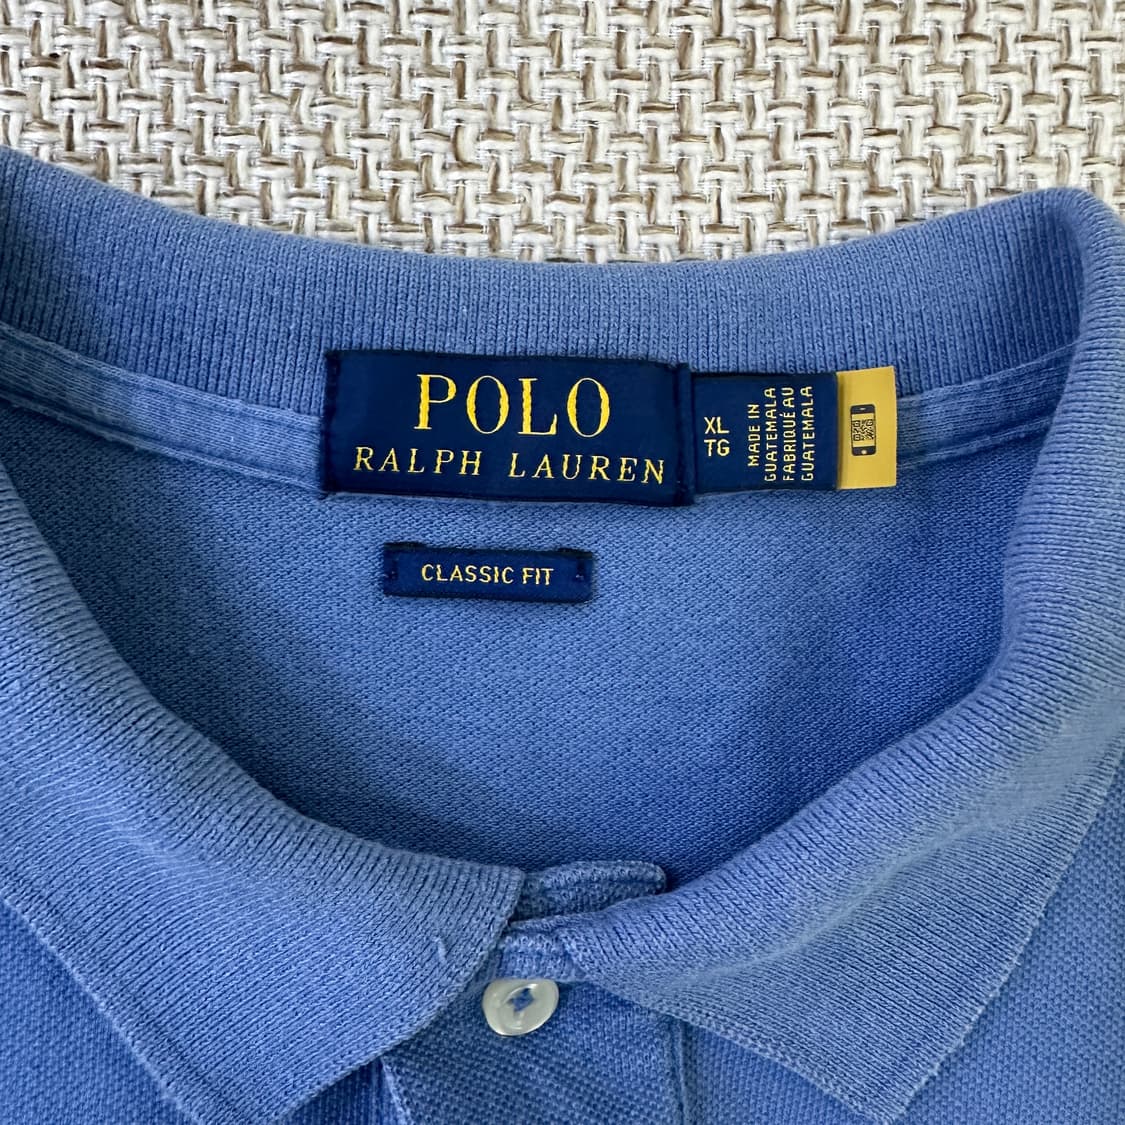 POLO
RALPH LAUREN
XL
TG
MADE IN
GUATEMALA
FABRIQUÉ AU
GUATEMALA
CLASSIC FIT